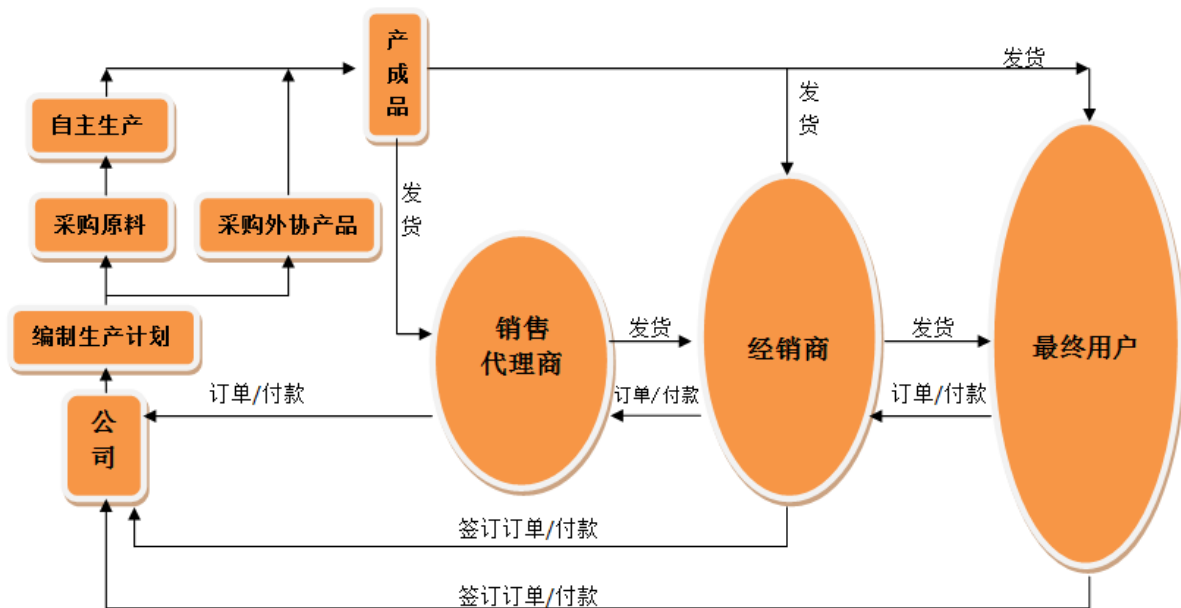 产
成
品
发货
发
货
自主生产
发
货
采购原料
采购外协产品
编制生产计划
销售
代理商
发货
经销商
发货
最终用户
订单/付款
订单/付款
订单/付款
公
司
签订订单/付款
签订订单/付款